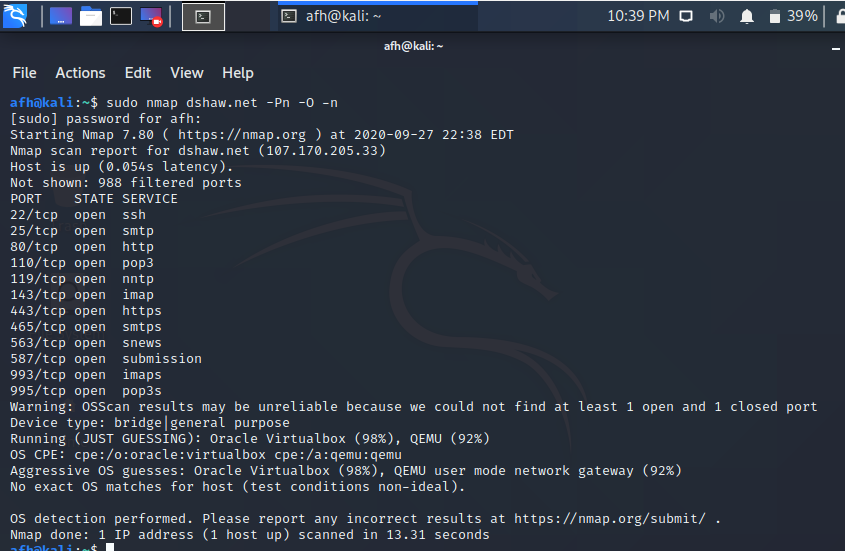 afh@kali: ~
10:39 PM
39%
afh@kali: ~
File Actions Edit View Help
afh@kali:~$ sudo nmap dshaw.net -Pn -O -n
[sudo] password for afh:
Starting Nmap 7.80 ( https://nmap.org ) at 2020-09-27 22:38 EDT
Nmap scan report for dshaw.net (107.170.205.33)
Host is up (0.054s latency).
Not shown: 988 filtered ports
PORT    STATE SERVICE
22/tcp  open  ssh
25/tcp  open  smtp
80/tcp  open  http
110/tcp open  pop3
119/tcp open  nntp
143/tcp open  imap
443/tcp open  https
465/tcp open  smtps
563/tcp open  snews
587/tcp open  submission
993/tcp open  imaps
995/tcp open  pop3s
Warning: OSScan results may be unreliable because we could not find at least 1 open and 1 closed port
Device type: bridge|general purpose
Running (JUST GUESSING): Oracle Virtualbox (98%), QEMU (92%)
OS CPE: cpe:/o:oracle:virtualbox cpe:/a:qemu:qemu
Aggressive OS guesses: Oracle Virtualbox (98%), QEMU user mode network gateway (92%)
No exact OS matches for host (test conditions non-ideal).
OS detection performed. Please report any incorrect results at https://nmap.org/submit/ .
Nmap done: 1 IP address (1 host up) scanned in 13.31 seconds
afh@kali:~$